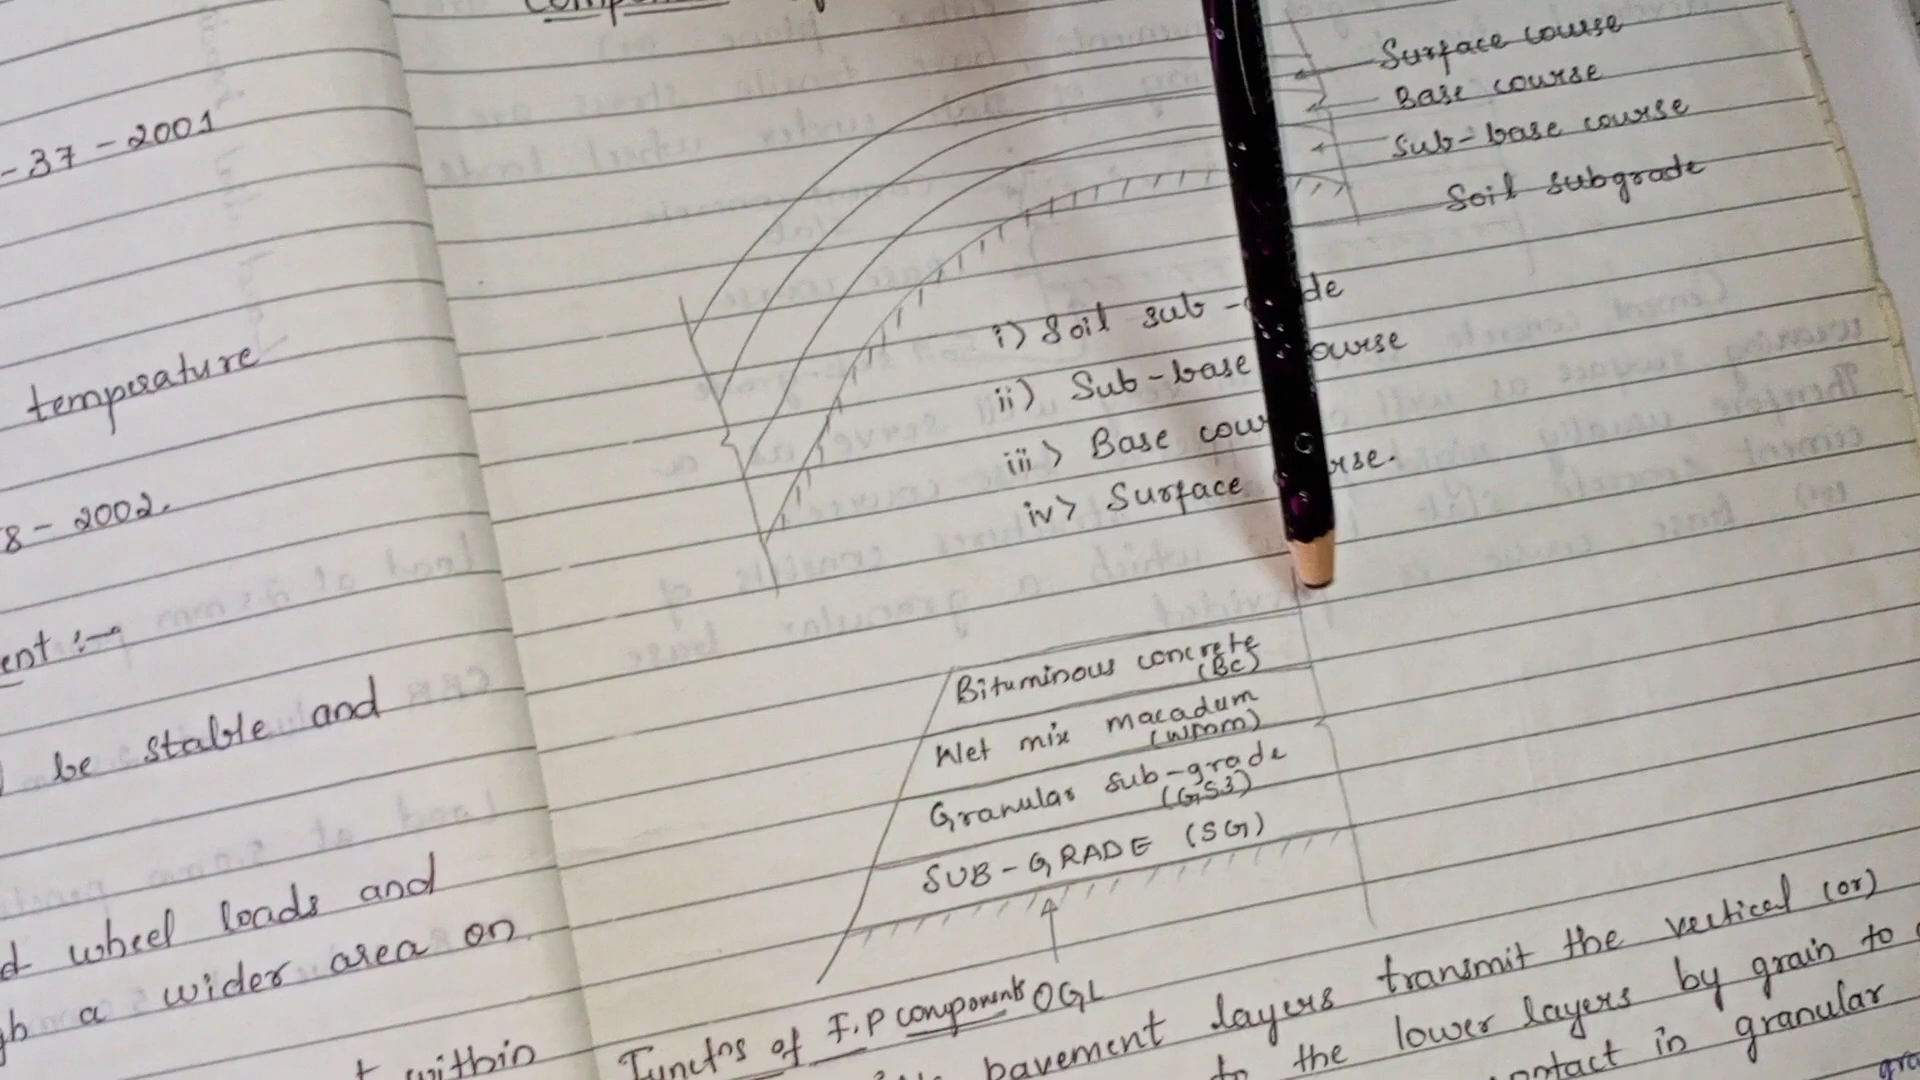 - 37 - 2001
temperature
8 - 2002.
ent :→
be stable and
d wheel loads and
gh a wider area on
within
Surface course
Base course
Sub-base course
Soil subgrade
i) Soil sub - de
ii) Sub-base ourse
iii) Base cour
iv) Surface urse.
Bituminous concrete
(BC)
Wet mix macadum
(WMM)
Granular sub-grade
(GSB)
SUB-GRADE (SG)
OGL
Functns of F.P components
pavement layers transmit the vertical (or)
to the lower layers by grain to
contact in granular